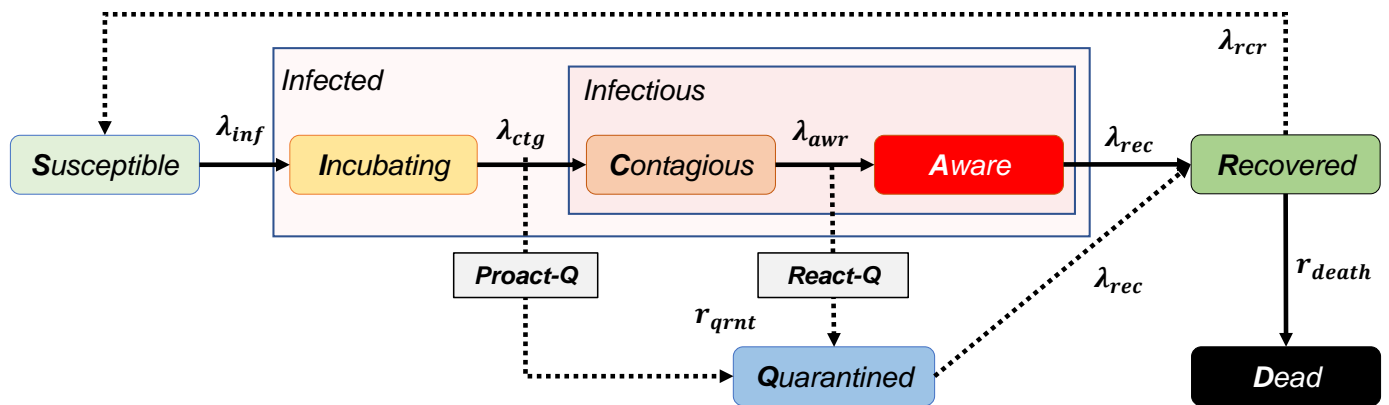 λrcr
Infected
Infectious
λinf
λctg
λawr
λrec
Susceptible
Incubating
Contagious
Aware
Recovered
Proact-Q
React-Q
λrec
rdeath
rqrnt
Quarantined
Dead